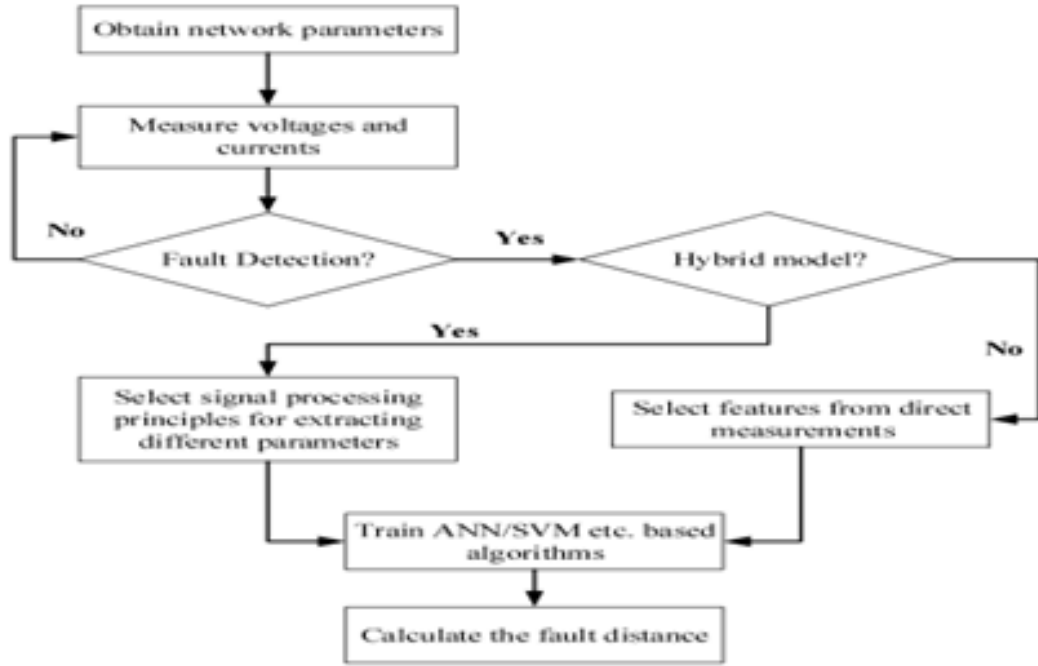 Obtain network parameters
Measure voltages and
currents
No
Fault Detection?
Yes
Hybrid model?
Yes
No
Select signal processing
principles for extracting
different parameters
Select features from direct
measurements
Train ANN/SVM etc. based
algorithms
Calculate the fault distance